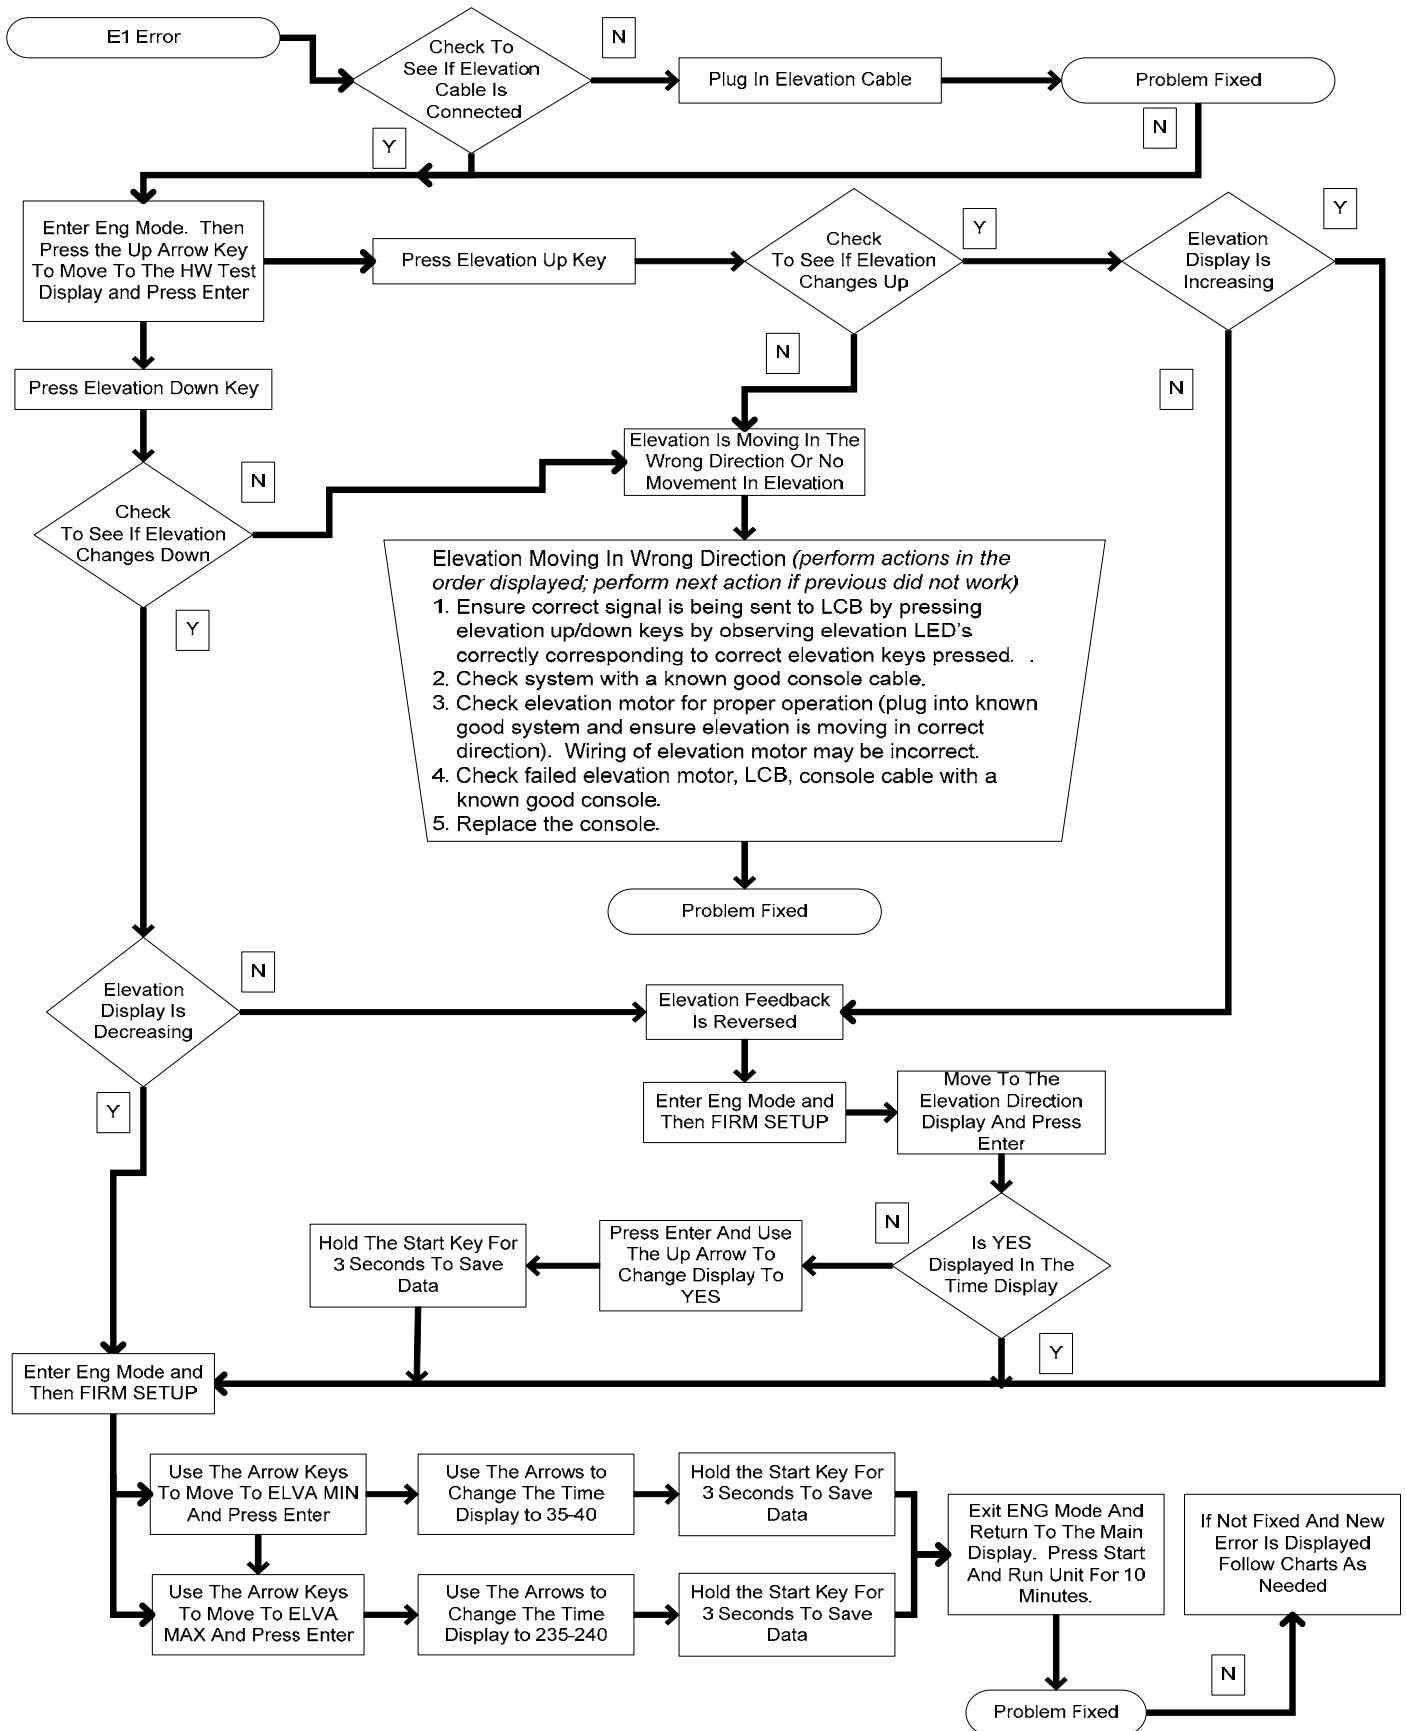 E1 Error
Check To
See If Elevation
Cable Is
Connected
N
Plug In Elevation Cable
Problem Fixed
N
Y
Enter Eng Mode. Then
Press the Up Arrow Key
To Move To The HW Test
Display and Press Enter
Press Elevation Up Key
Check
To See If Elevation
Changes Up
Y
Elevation
Display Is
Increasing
Y
N
N
Press Elevation Down Key
Elevation Is Moving In The
Wrong Direction Or No
Movement In Elevation
N
Check
To See If Elevation
Changes Down
Y
Elevation Moving In Wrong Direction (perform actions in the
order displayed; perform next action if previous did not work)
1. Ensure correct signal is being sent to LCB by pressing
elevation up/down keys by observing elevation LED's
correctly corresponding to correct elevation keys pressed. .
2. Check system with a known good console cable.
3. Check elevation motor for proper operation (plug into known
good system and ensure elevation is moving in correct
direction). Wiring of elevation motor may be incorrect.
4. Check failed elevation motor, LCB, console cable with a
known good console.
5. Replace the console.
Problem Fixed
Elevation
Display Is
Decreasing
N
Y
Elevation Feedback
Is Reversed
Enter Eng Mode and
Then FIRM SETUP
Move To The
Elevation Direction
Display And Press
Enter
Is YES
Displayed In The
Time Display
N
Y
Press Enter And Use
The Up Arrow To
Change Display To
YES
Hold The Start Key For
3 Seconds To Save
Data
Enter Eng Mode and
Then FIRM SETUP
Use The Arrow Keys
To Move To ELVA MIN
And Press Enter
Use The Arrows to
Change The Time
Display to 35-40
Hold the Start Key For
3 Seconds To Save
Data
Use The Arrow Keys
To Move To ELVA
MAX And Press Enter
Use The Arrows to
Change The Time
Display to 235-240
Hold the Start Key For
3 Seconds To Save
Data
Exit ENG Mode And
Return To The Main
Display. Press Start
And Run Unit For 10
Minutes.
If Not Fixed And New
Error Is Displayed
Follow Charts As
Needed
N
Problem Fixed